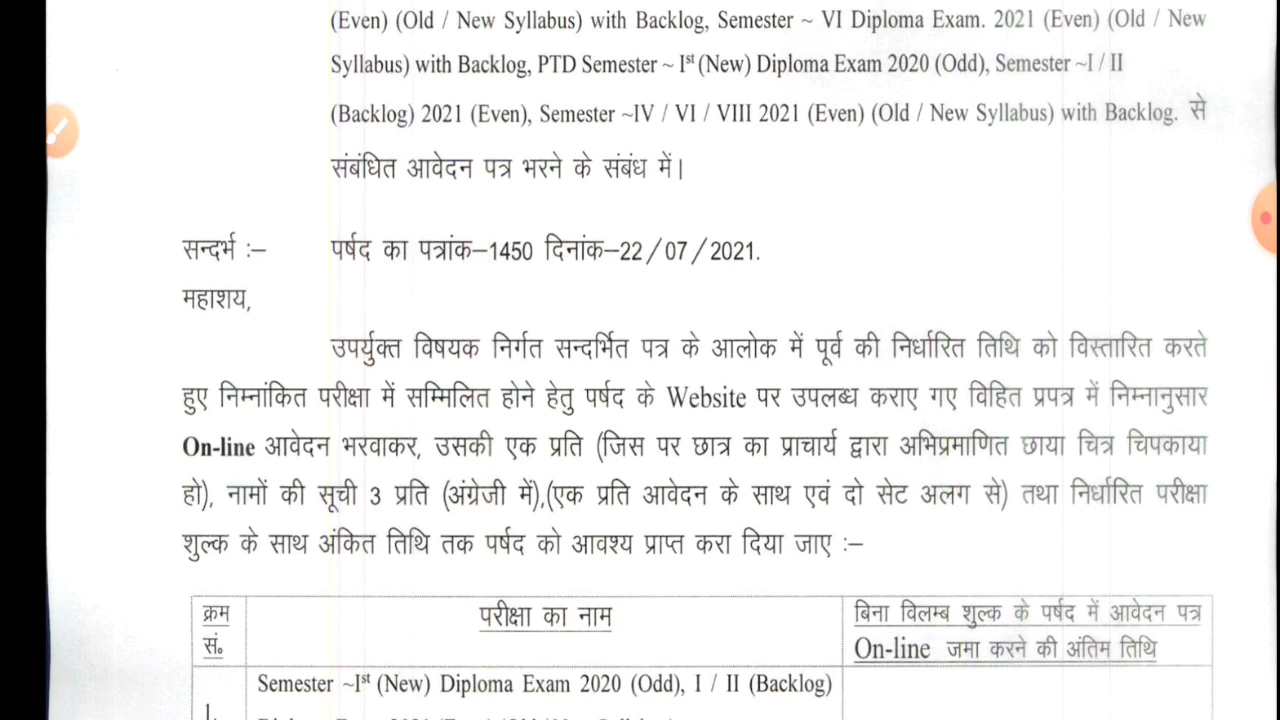 (Even) (Old / New Syllabus) with Backlog, Semester ~ VI Diploma Exam. 2021 (Even) (Old / New
Syllabus) with Backlog, PTD Semester ~ Ist (New) Diploma Exam 2020 (Odd), Semester ~I / II
(Backlog) 2021 (Even), Semester ~IV / VI / VIII 2021 (Even) (Old / New Syllabus) with Backlog. से
संबंधित आवेदन पत्र भरने के संबंध में।
सन्दर्भ :– पर्षद का पत्रांक–1450 दिनांक–22/07/2021.
महाशय,
उपर्युक्त विषयक निर्गत सन्दर्भित पत्र के आलोक में पूर्व की निर्धारित तिथि को विस्तारित करते
हुए निम्नांकित परीक्षा में सम्मिलित होने हेतु पर्षद के Website पर उपलब्ध कराए गए विहित प्रपत्र में निम्नानुसार
On-line आवेदन भरवाकर, उसकी एक प्रति (जिस पर छात्र का प्राचार्य द्वारा अभिप्रमाणित छाया चित्र चिपकाया
हो), नामों की सूची 3 प्रति (अंग्रेजी में),(एक प्रति आवेदन के साथ एवं दो सेट अलग से) तथा निर्धारित परीक्षा
शुल्क के साथ अंकित तिथि तक पर्षद को आवश्य प्राप्त करा दिया जाए :–
क्रम सं० परीक्षा का नाम बिना विलम्ब शुल्क के पर्षद में आवेदन पत्र
On-line जमा करने की अंतिम तिथि
Semester ~Ist (New) Diploma Exam 2020 (Odd), I / II (Backlog)
1.